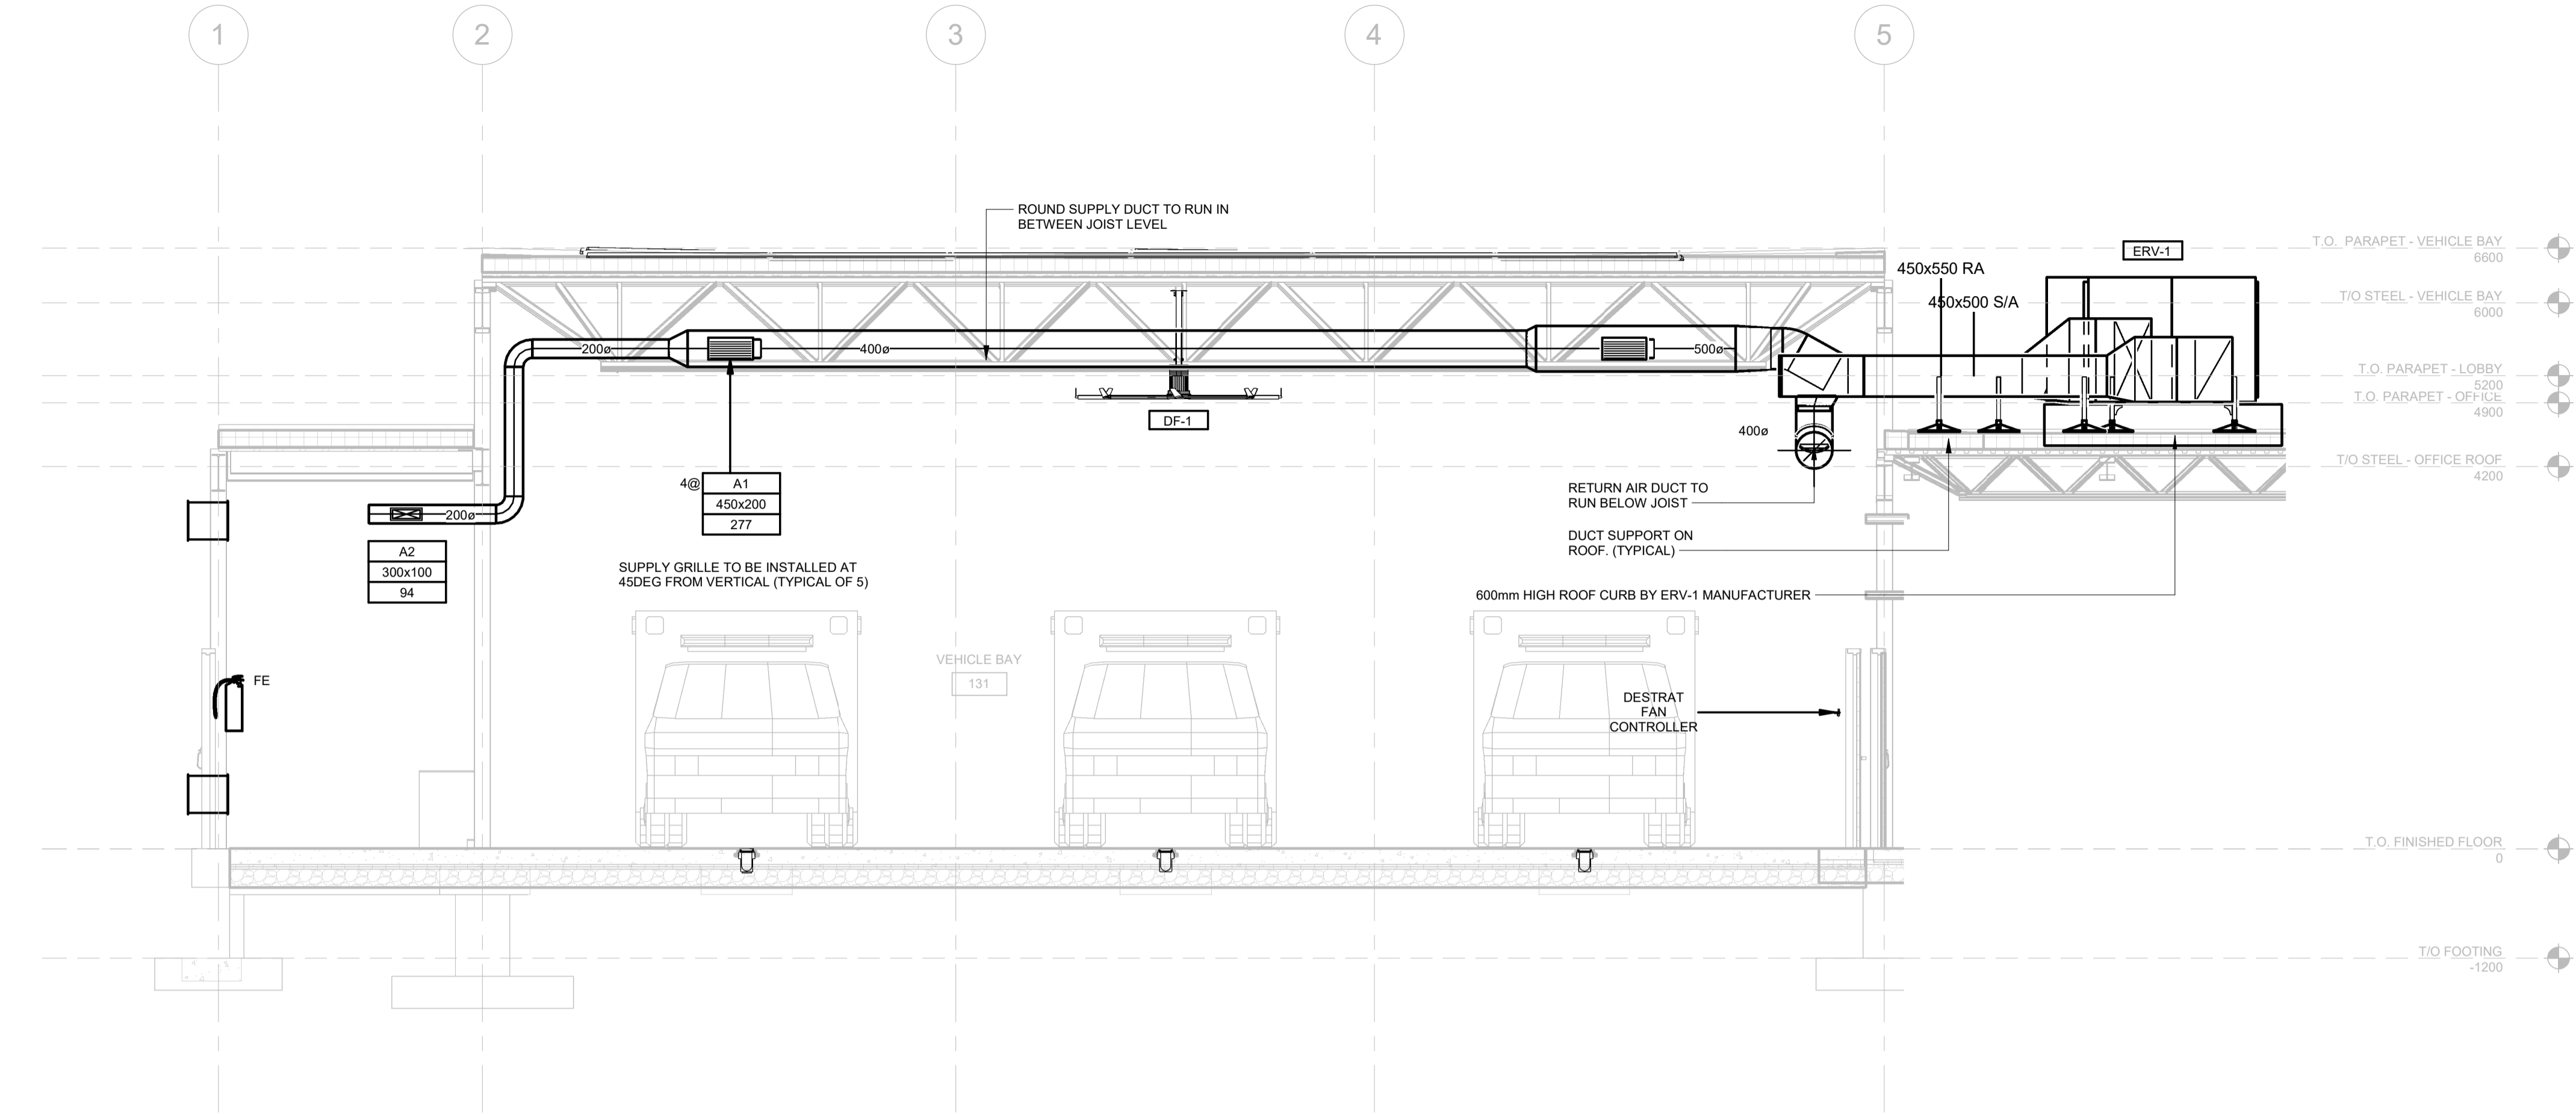 1
2
3
4
5
ROUND SUPPLY DUCT TO RUN IN
BETWEEN JOIST LEVEL
T.O. PARAPET - VEHICLE BAY
6600
ERV-1
450x550 RA
450x500 S/A
T/O STEEL - VEHICLE BAY
6000
200ø
400ø
500ø
T.O. PARAPET - LOBBY
5200
T.O. PARAPET - OFFICE
4900
DF-1
400ø
T/O STEEL - OFFICE ROOF
4200
4@
A1
450x200
277
RETURN AIR DUCT TO
RUN BELOW JOIST
200ø
DUCT SUPPORT ON
ROOF. (TYPICAL)
A2
300x100
94
SUPPLY GRILLE TO BE INSTALLED AT
45DEG FROM VERTICAL (TYPICAL OF 5)
600mm HIGH ROOF CURB BY ERV-1 MANUFACTURER
VEHICLE BAY
131
FE
DESTRAT
FAN
CONTROLLER
T.O. FINISHED FLOOR
0
T/O FOOTING
-1200